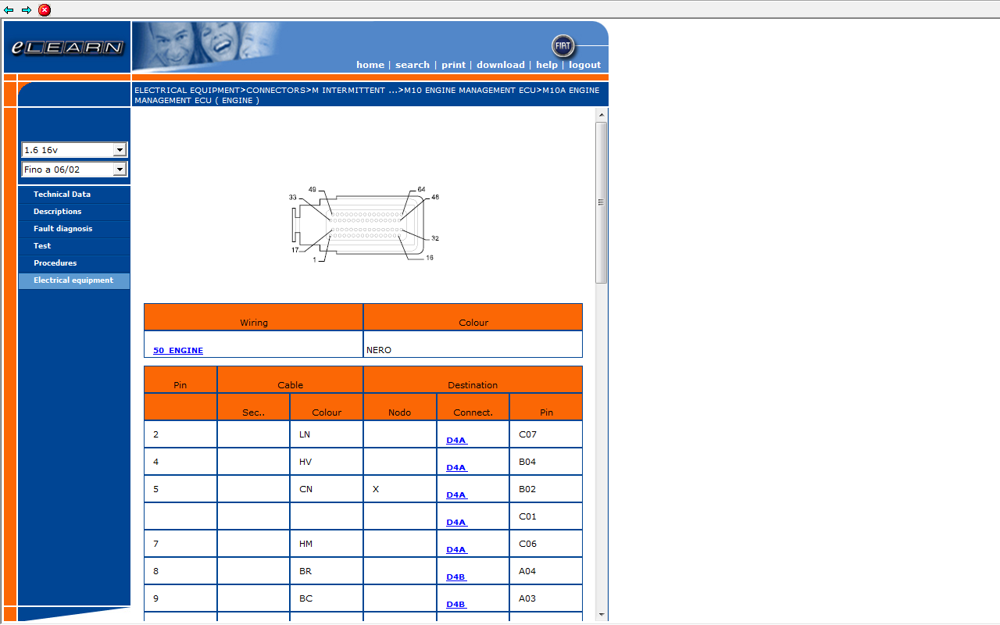 eLEARN
FIAT
home | search | print | download | help | logout
ELECTRICAL EQUIPMENT>CONNECTORS>M INTERMITTENT ...>M10 ENGINE MANAGEMENT ECU>M10A ENGINE
MANAGEMENT ECU ( ENGINE )
1.6 16v
Fino a 06/02
Technical Data
Descriptions
Fault diagnosis
Test
Procedures
Electrical equipment
49 64
33 48
17 32
1 16
Wiring Colour
50 ENGINE NERO
Pin Cable Destination
Sec.. Colour Nodo Connect. Pin
2 LN D4A C07
4 HV D4A B04
5 CN X D4A B02
D4A C01
7 HM D4A C06
8 BR D4B A04
9 BC D4B A03